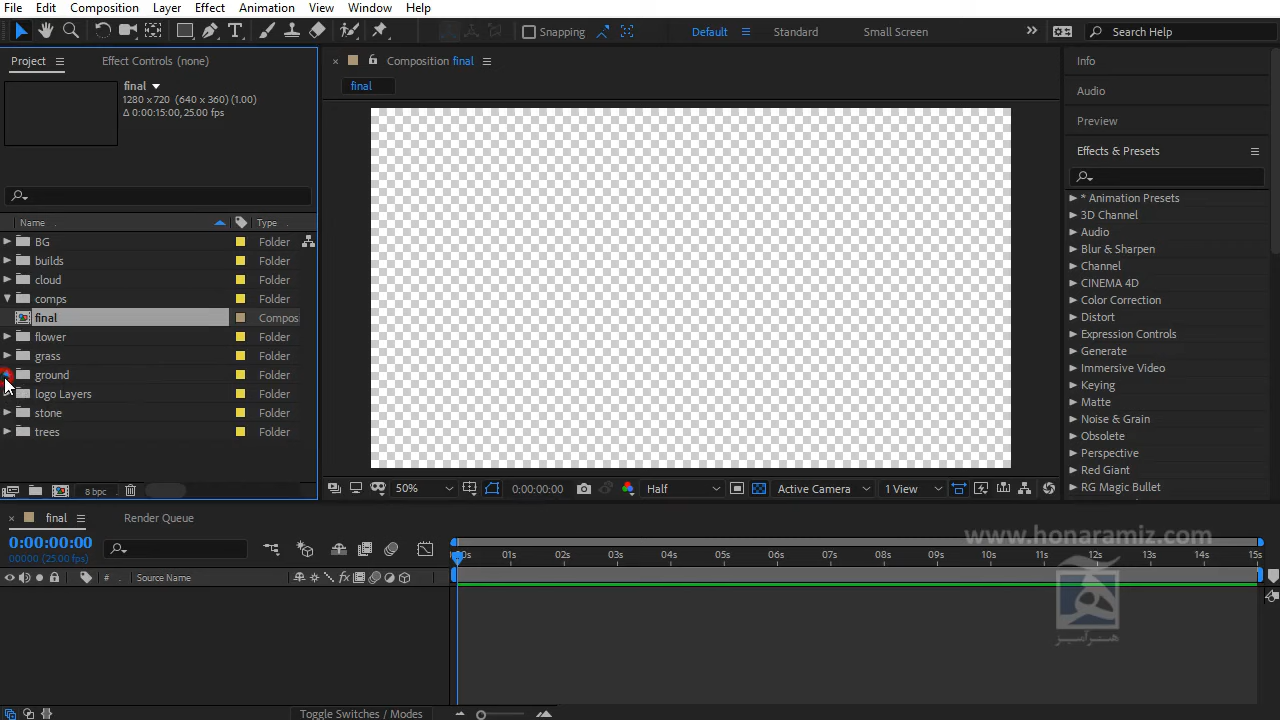 File Edit Composition Layer Effect Animation View Window Help
Snapping Default Standard Small Screen Search Help
Project Effect Controls (none)
final
1280 x 720 (640 x 360) (1.00)
Δ 0:00:15:00, 25.00 fps
Name Type
BG Folder
builds Folder
cloud Folder
comps Folder
final Compos
flower Folder
grass Folder
ground Folder
logo Layers Folder
stone Folder
trees Folder
8 bpc
Composition final
final
50% 0:00:00:00 Half Active Camera 1 View
Info
Audio
Preview
Effects & Presets
* Animation Presets
3D Channel
Audio
Blur & Sharpen
Channel
CINEMA 4D
Color Correction
Distort
Expression Controls
Generate
Immersive Video
Keying
Matte
Noise & Grain
Obsolete
Perspective
Red Giant
RG Magic Bullet
final Render Queue
0:00:00:00
00000 (25.00 fps)
# Source Name
:00s 01s 02s 03s 04s 05s 06s 07s 08s 09s 10s 11s 12s 13s 14s 15s
www.honaramiz.com
هنرآمیز
Toggle Switches / Modes